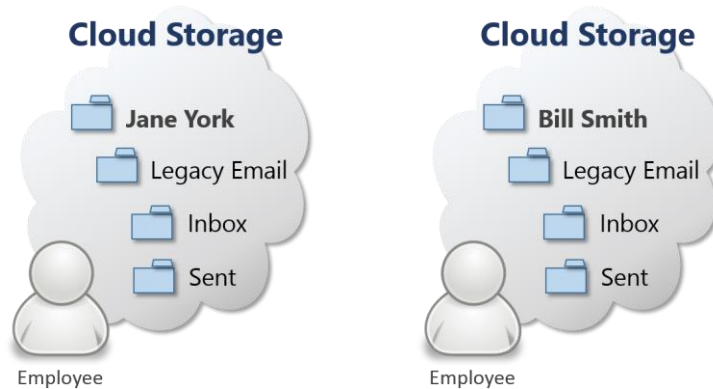 Cloud Storage
Jane York
Legacy Email
Inbox
Sent
Employee
Cloud Storage
Bill Smith
Legacy Email
Inbox
Sent
Employee